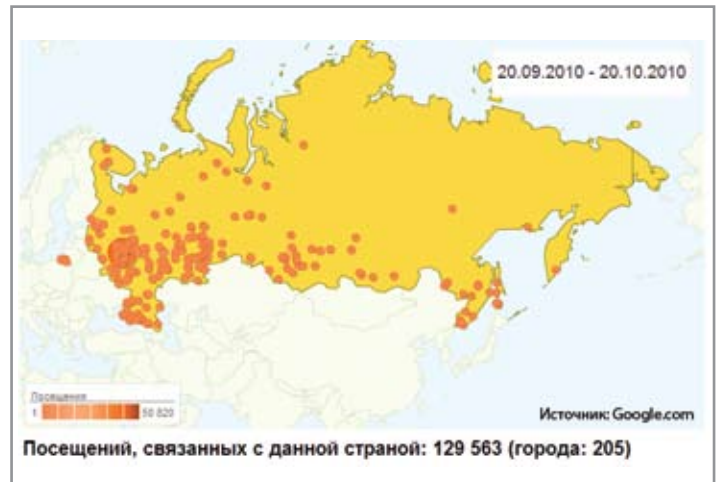 20.09.2010 - 20.10.2010
Посещения
1 50 820
Источник: Google.com
Посещений, связанных с данной страной: 129 563 (города: 205)